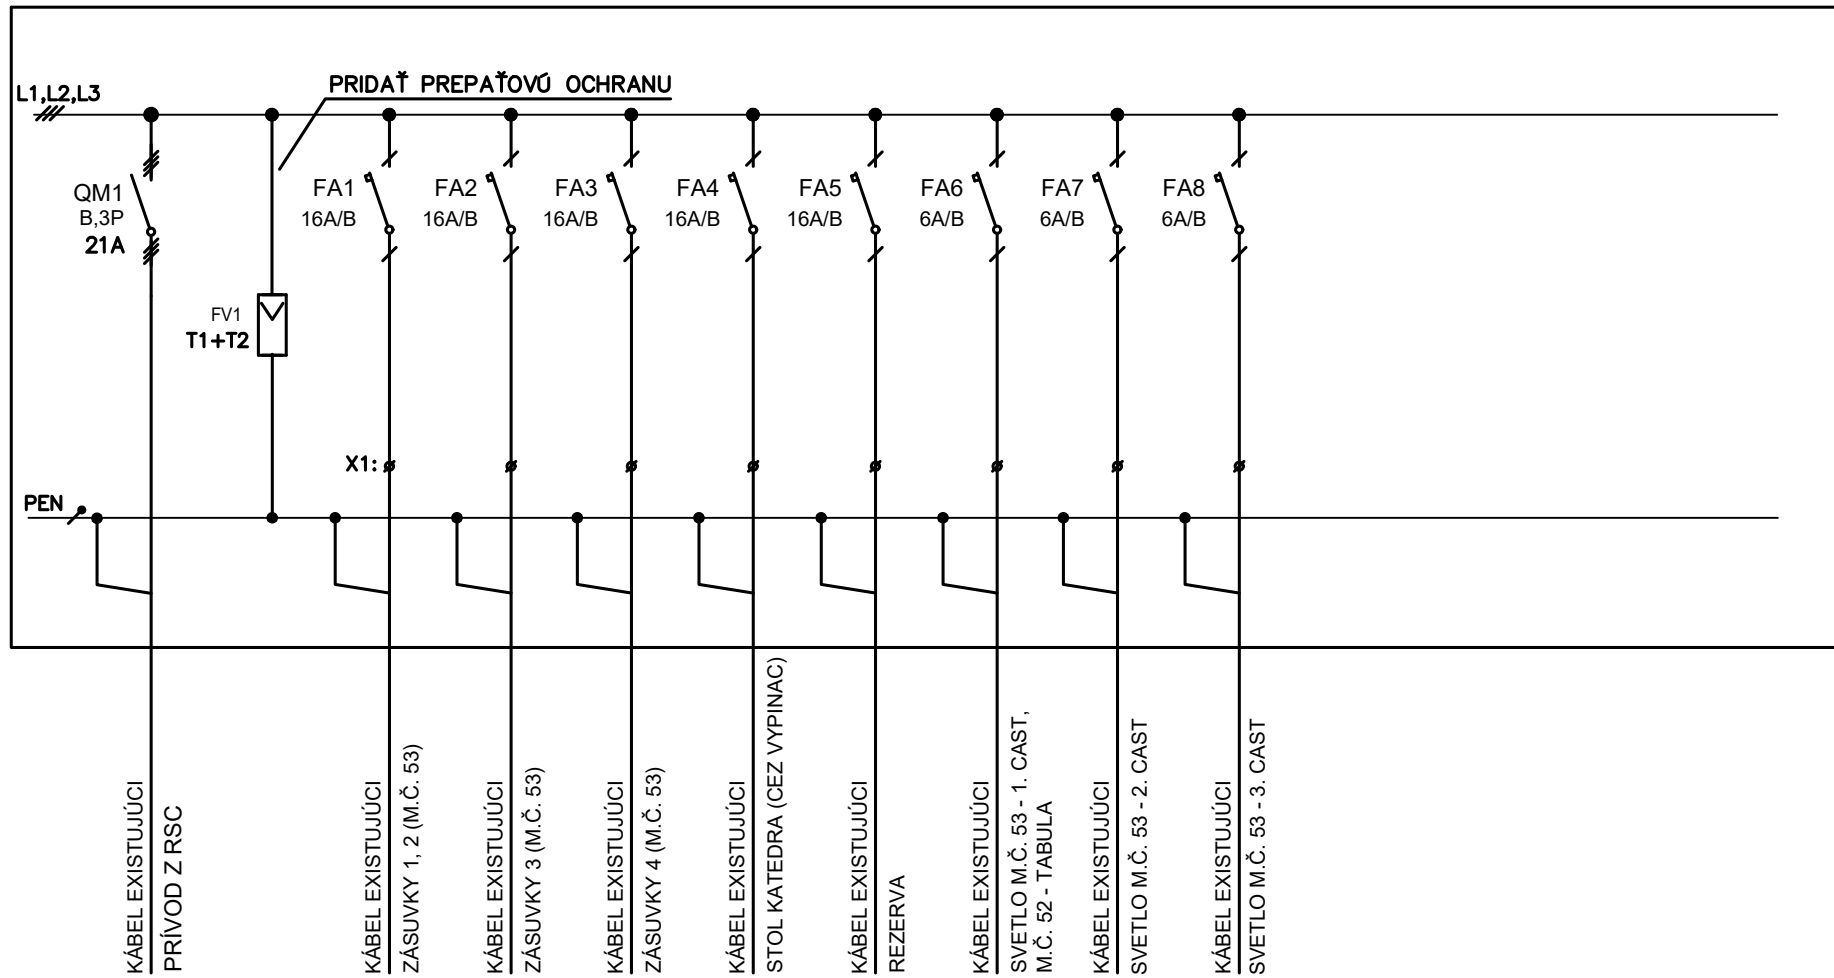 PRIDAŤ PREPAŤOVÚ OCHRANU
L1,L2,L3
QM1
B,3P
21A
FV1
T1+T2
FA1
16A/B
FA2
16A/B
FA3
16A/B
FA4
16A/B
FA5
16A/B
FA6
6A/B
FA7
6A/B
FA8
6A/B
X1:
PEN
KÁBEL EXISTUJÚCI
PRÍVOD Z RSC
KÁBEL EXISTUJÚCI
ZÁSUVKY 1, 2 (M.Č. 53)
KÁBEL EXISTUJÚCI
ZÁSUVKY 3 (M.Č. 53)
KÁBEL EXISTUJÚCI
ZÁSUVKY 4 (M.Č. 53)
KÁBEL EXISTUJÚCI
STOL KATEDRA (CEZ VYPINAC)
KÁBEL EXISTUJÚCI
REZERVA
KÁBEL EXISTUJÚCI
SVETLO M.Č. 53 - 1. CAST,
M.Č. 52 - TABULA
KÁBEL EXISTUJÚCI
SVETLO M.Č. 53 - 2. CAST
KÁBEL EXISTUJÚCI
SVETLO M.Č. 53 - 3. CAST